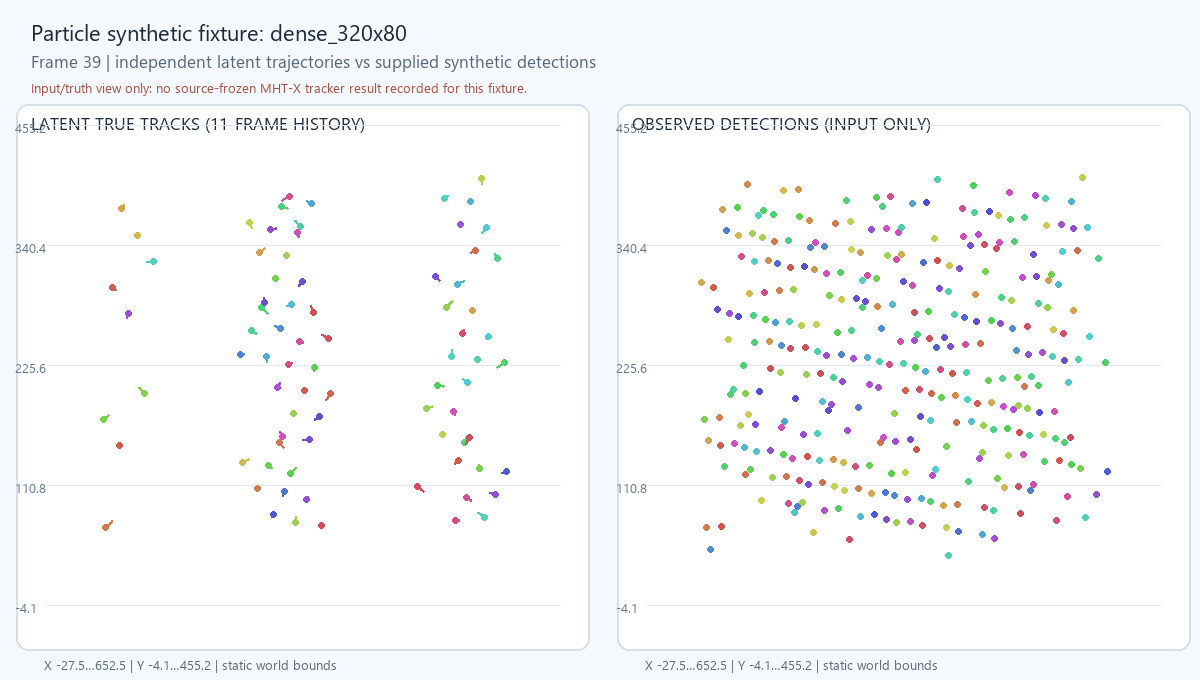 Particle synthetic fixture: dense_320x80
Frame 39 | independent latent trajectories vs supplied synthetic detections
Input/truth view only: no source-frozen MHT-X tracker result recorded for this fixture.
LATENT TRUE TRACKS (11-FRAME HISTORY)
455.2
340.4
225.6
110.8
-4.1
X -27.5...652.5 | Y -4.1...455.2 | static world bounds
OBSERVED DETECTIONS (INPUT ONLY)
455.2
340.4
225.6
110.8
-4.1
X -27.5...652.5 | Y -4.1...455.2 | static world bounds